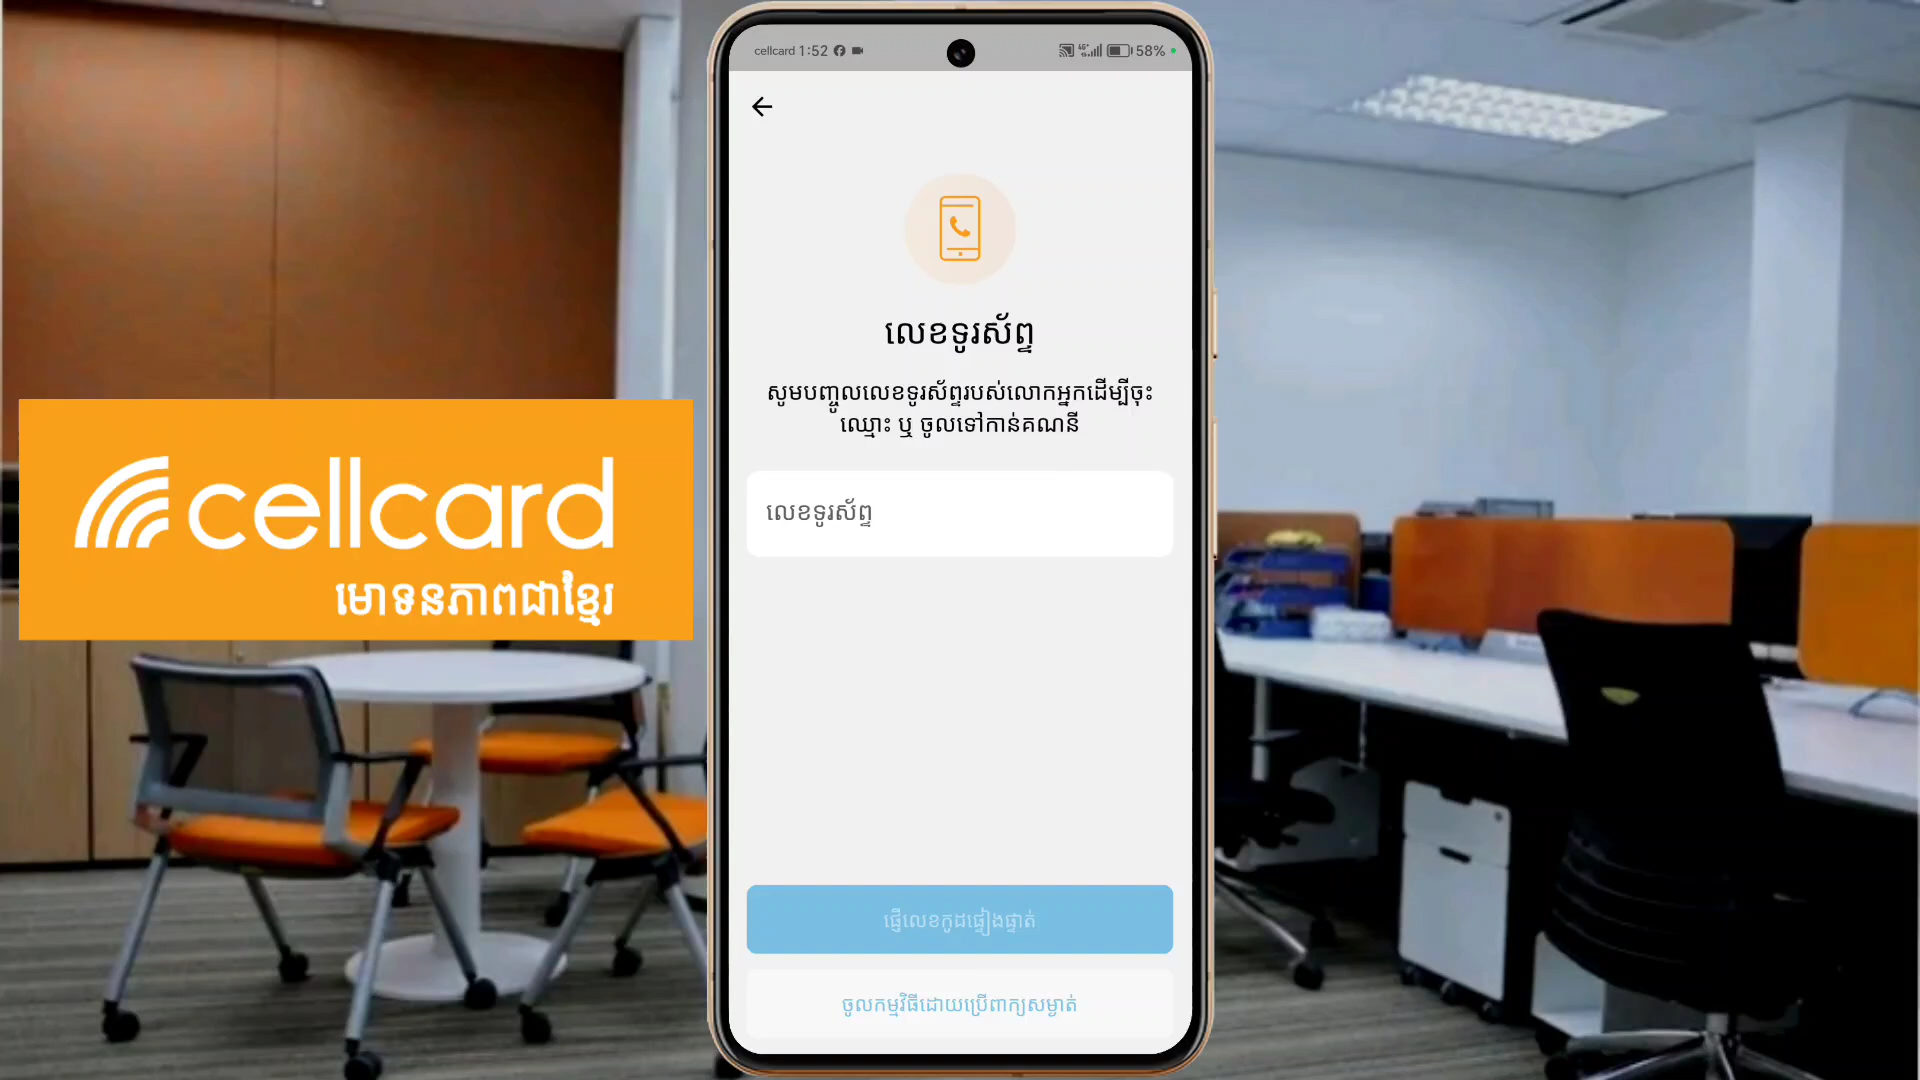 cellcard 1:52
4G+
58%
លេខទូរស័ព្ទ
សូមបញ្ចូលលេខទូរស័ព្ទរបស់លោកអ្នកដើម្បីចុះ
ឈ្មោះ ឬ ចូលទៅកាន់គណនី
លេខទូរស័ព្ទ
ផ្ញើលេខកូដផ្ទៀងផ្ទាត់
ចូលកម្មវិធីដោយប្រើពាក្យសម្ងាត់
cellcard
មោទនភាពជាខ្មែរ